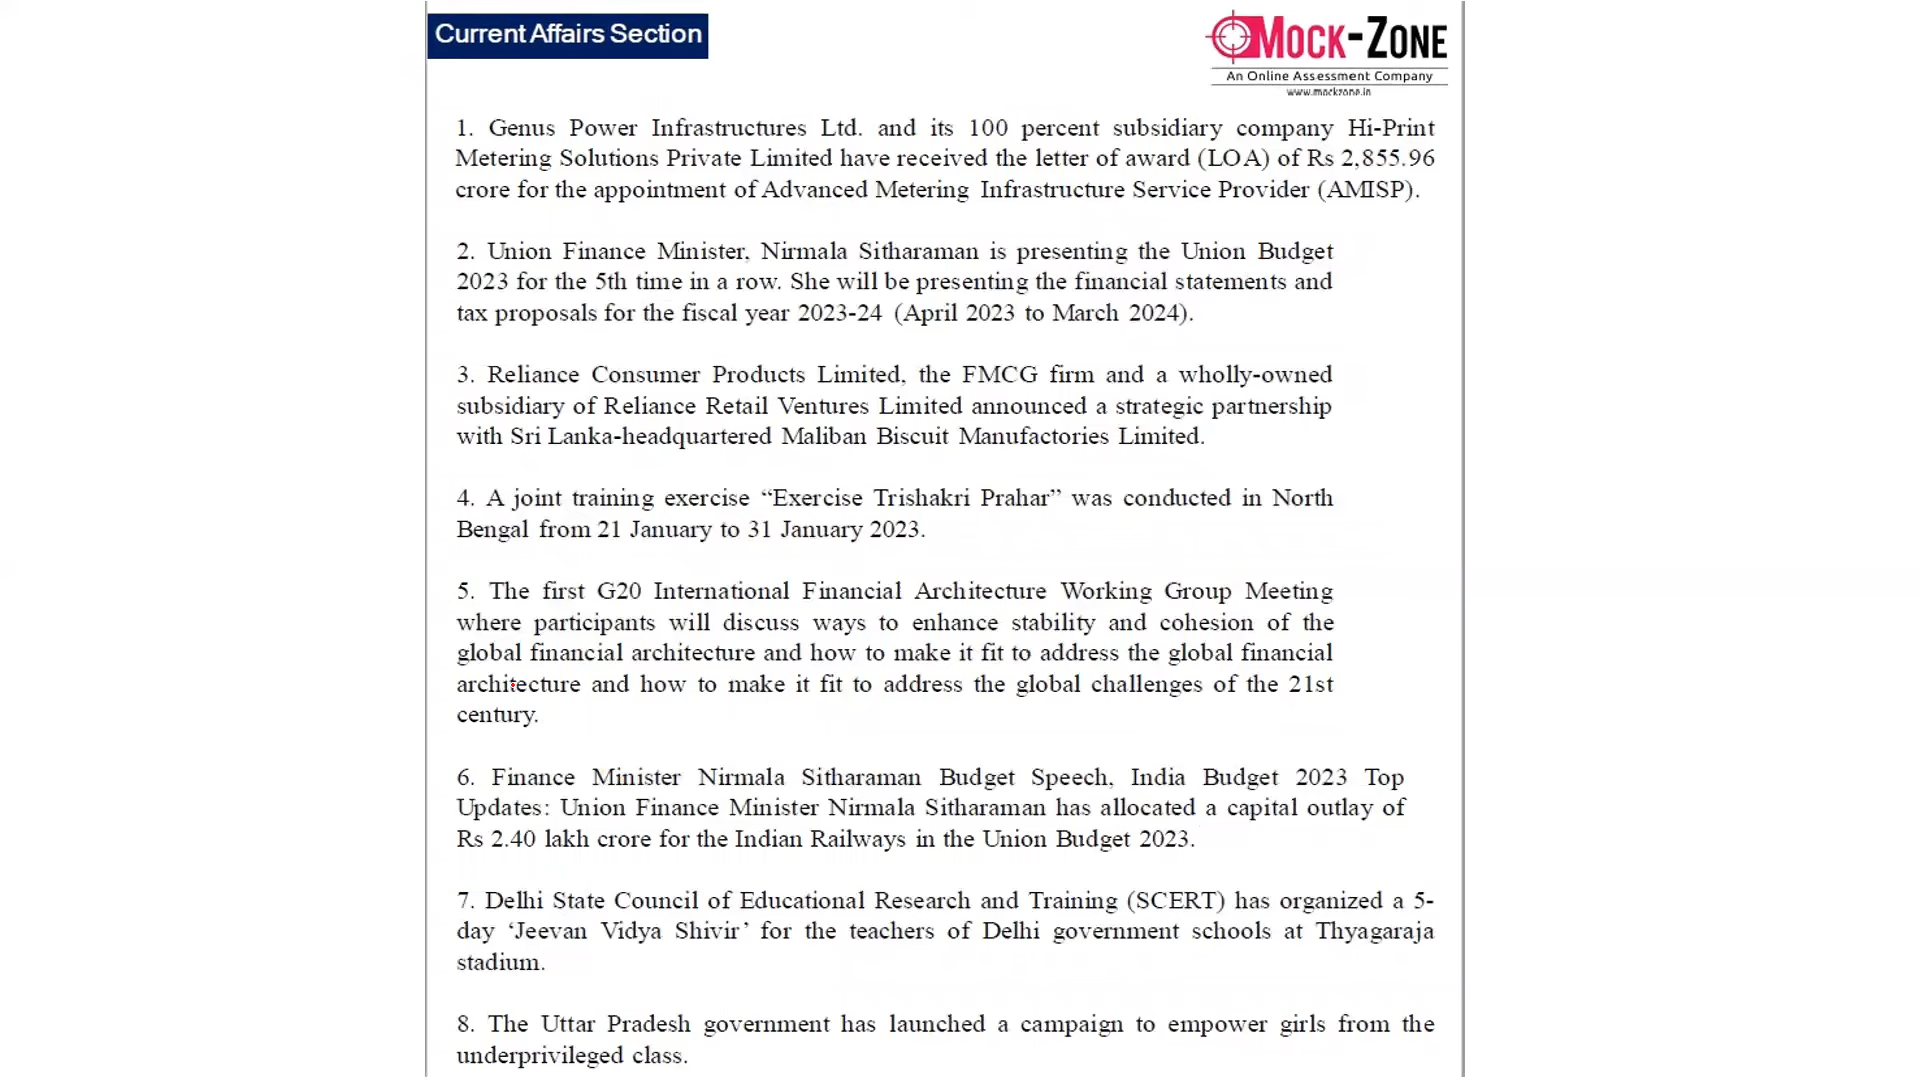 Current Affairs Section
MOCK-ZONE
An Online Assessment Company
www.mockzone.in
1. Genus Power Infrastructures Ltd. and its 100 percent subsidiary company Hi-Print
Metering Solutions Private Limited have received the letter of award (LOA) of Rs 2,855.96
crore for the appointment of Advanced Metering Infrastructure Service Provider (AMISP).
2. Union Finance Minister, Nirmala Sitharaman is presenting the Union Budget
2023 for the 5th time in a row. She will be presenting the financial statements and
tax proposals for the fiscal year 2023-24 (April 2023 to March 2024).
3. Reliance Consumer Products Limited, the FMCG firm and a wholly-owned
subsidiary of Reliance Retail Ventures Limited announced a strategic partnership
with Sri Lanka-headquartered Maliban Biscuit Manufactories Limited.
4. A joint training exercise “Exercise Trishakri Prahar” was conducted in North
Bengal from 21 January to 31 January 2023.
5. The first G20 International Financial Architecture Working Group Meeting
where participants will discuss ways to enhance stability and cohesion of the
global financial architecture and how to make it fit to address the global financial
architecture and how to make it fit to address the global challenges of the 21st
century.
6. Finance Minister Nirmala Sitharaman Budget Speech, India Budget 2023 Top
Updates: Union Finance Minister Nirmala Sitharaman has allocated a capital outlay of
Rs 2.40 lakh crore for the Indian Railways in the Union Budget 2023.
7. Delhi State Council of Educational Research and Training (SCERT) has organized a 5-
day ‘Jeevan Vidya Shivir’ for the teachers of Delhi government schools at Thyagaraja
stadium.
8. The Uttar Pradesh government has launched a campaign to empower girls from the
underprivileged class.